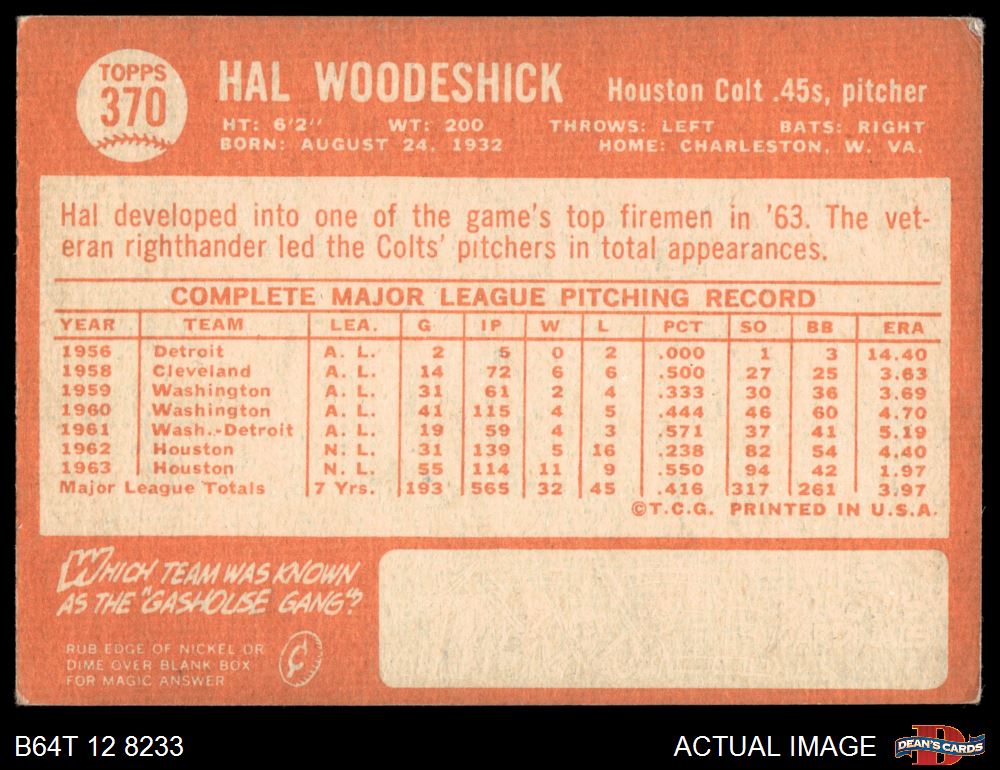 TOPPS
370
HAL WOODESHICK
Houston Colt .45s, pitcher
HT: 6'2" WT: 200 THROWS: LEFT BATS: RIGHT
BORN: AUGUST 24, 1932 HOME: CHARLESTON, W. VA.
Hal developed into one of the game's top firemen in '63. The vet-
eran righthander led the Colts' pitchers in total appearances.
COMPLETE MAJOR LEAGUE PITCHING RECORD
YEAR TEAM LEA. G IP W L PCT SO BB ERA
1956 Detroit A. L. 2 5 0 2 .000 1 3 14.40
1958 Cleveland A. L. 14 72 6 6 .500 27 25 3.63
1959 Washington A. L. 31 61 2 4 .333 30 36 3.69
1960 Washington A. L. 41 115 4 5 .444 46 60 4.70
1961 Wash.-Detroit A. L. 19 59 4 3 .571 37 41 5.19
1962 Houston N. L. 31 139 5 16 .238 82 54 4.40
1963 Houston N. L. 55 114 11 9 .550 94 42 1.97
Major League Totals 7 Yrs. 193 565 32 45 .416 317 261 3.97
©T.C.G. PRINTED IN U.S.A.
WHICH TEAM WAS KNOWN
AS THE "GASHOUSE GANG"?
RUB EDGE OF NICKEL OR
DIME OVER BLANK BOX
FOR MAGIC ANSWER
B64T 12 8233
ACTUAL IMAGE
DEAN'S CARDS